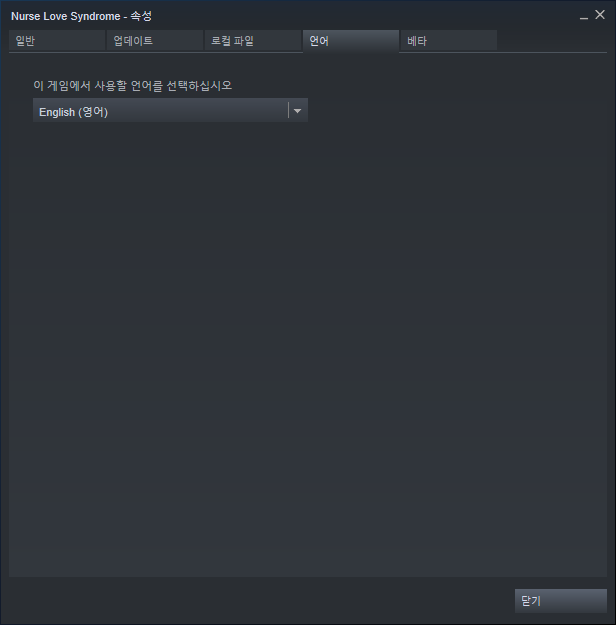 Nurse Love Syndrome - 속성
일반 업데이트 로컬 파일 언어 베타
이 게임에서 사용할 언어를 선택하십시오
English (영어)
닫기